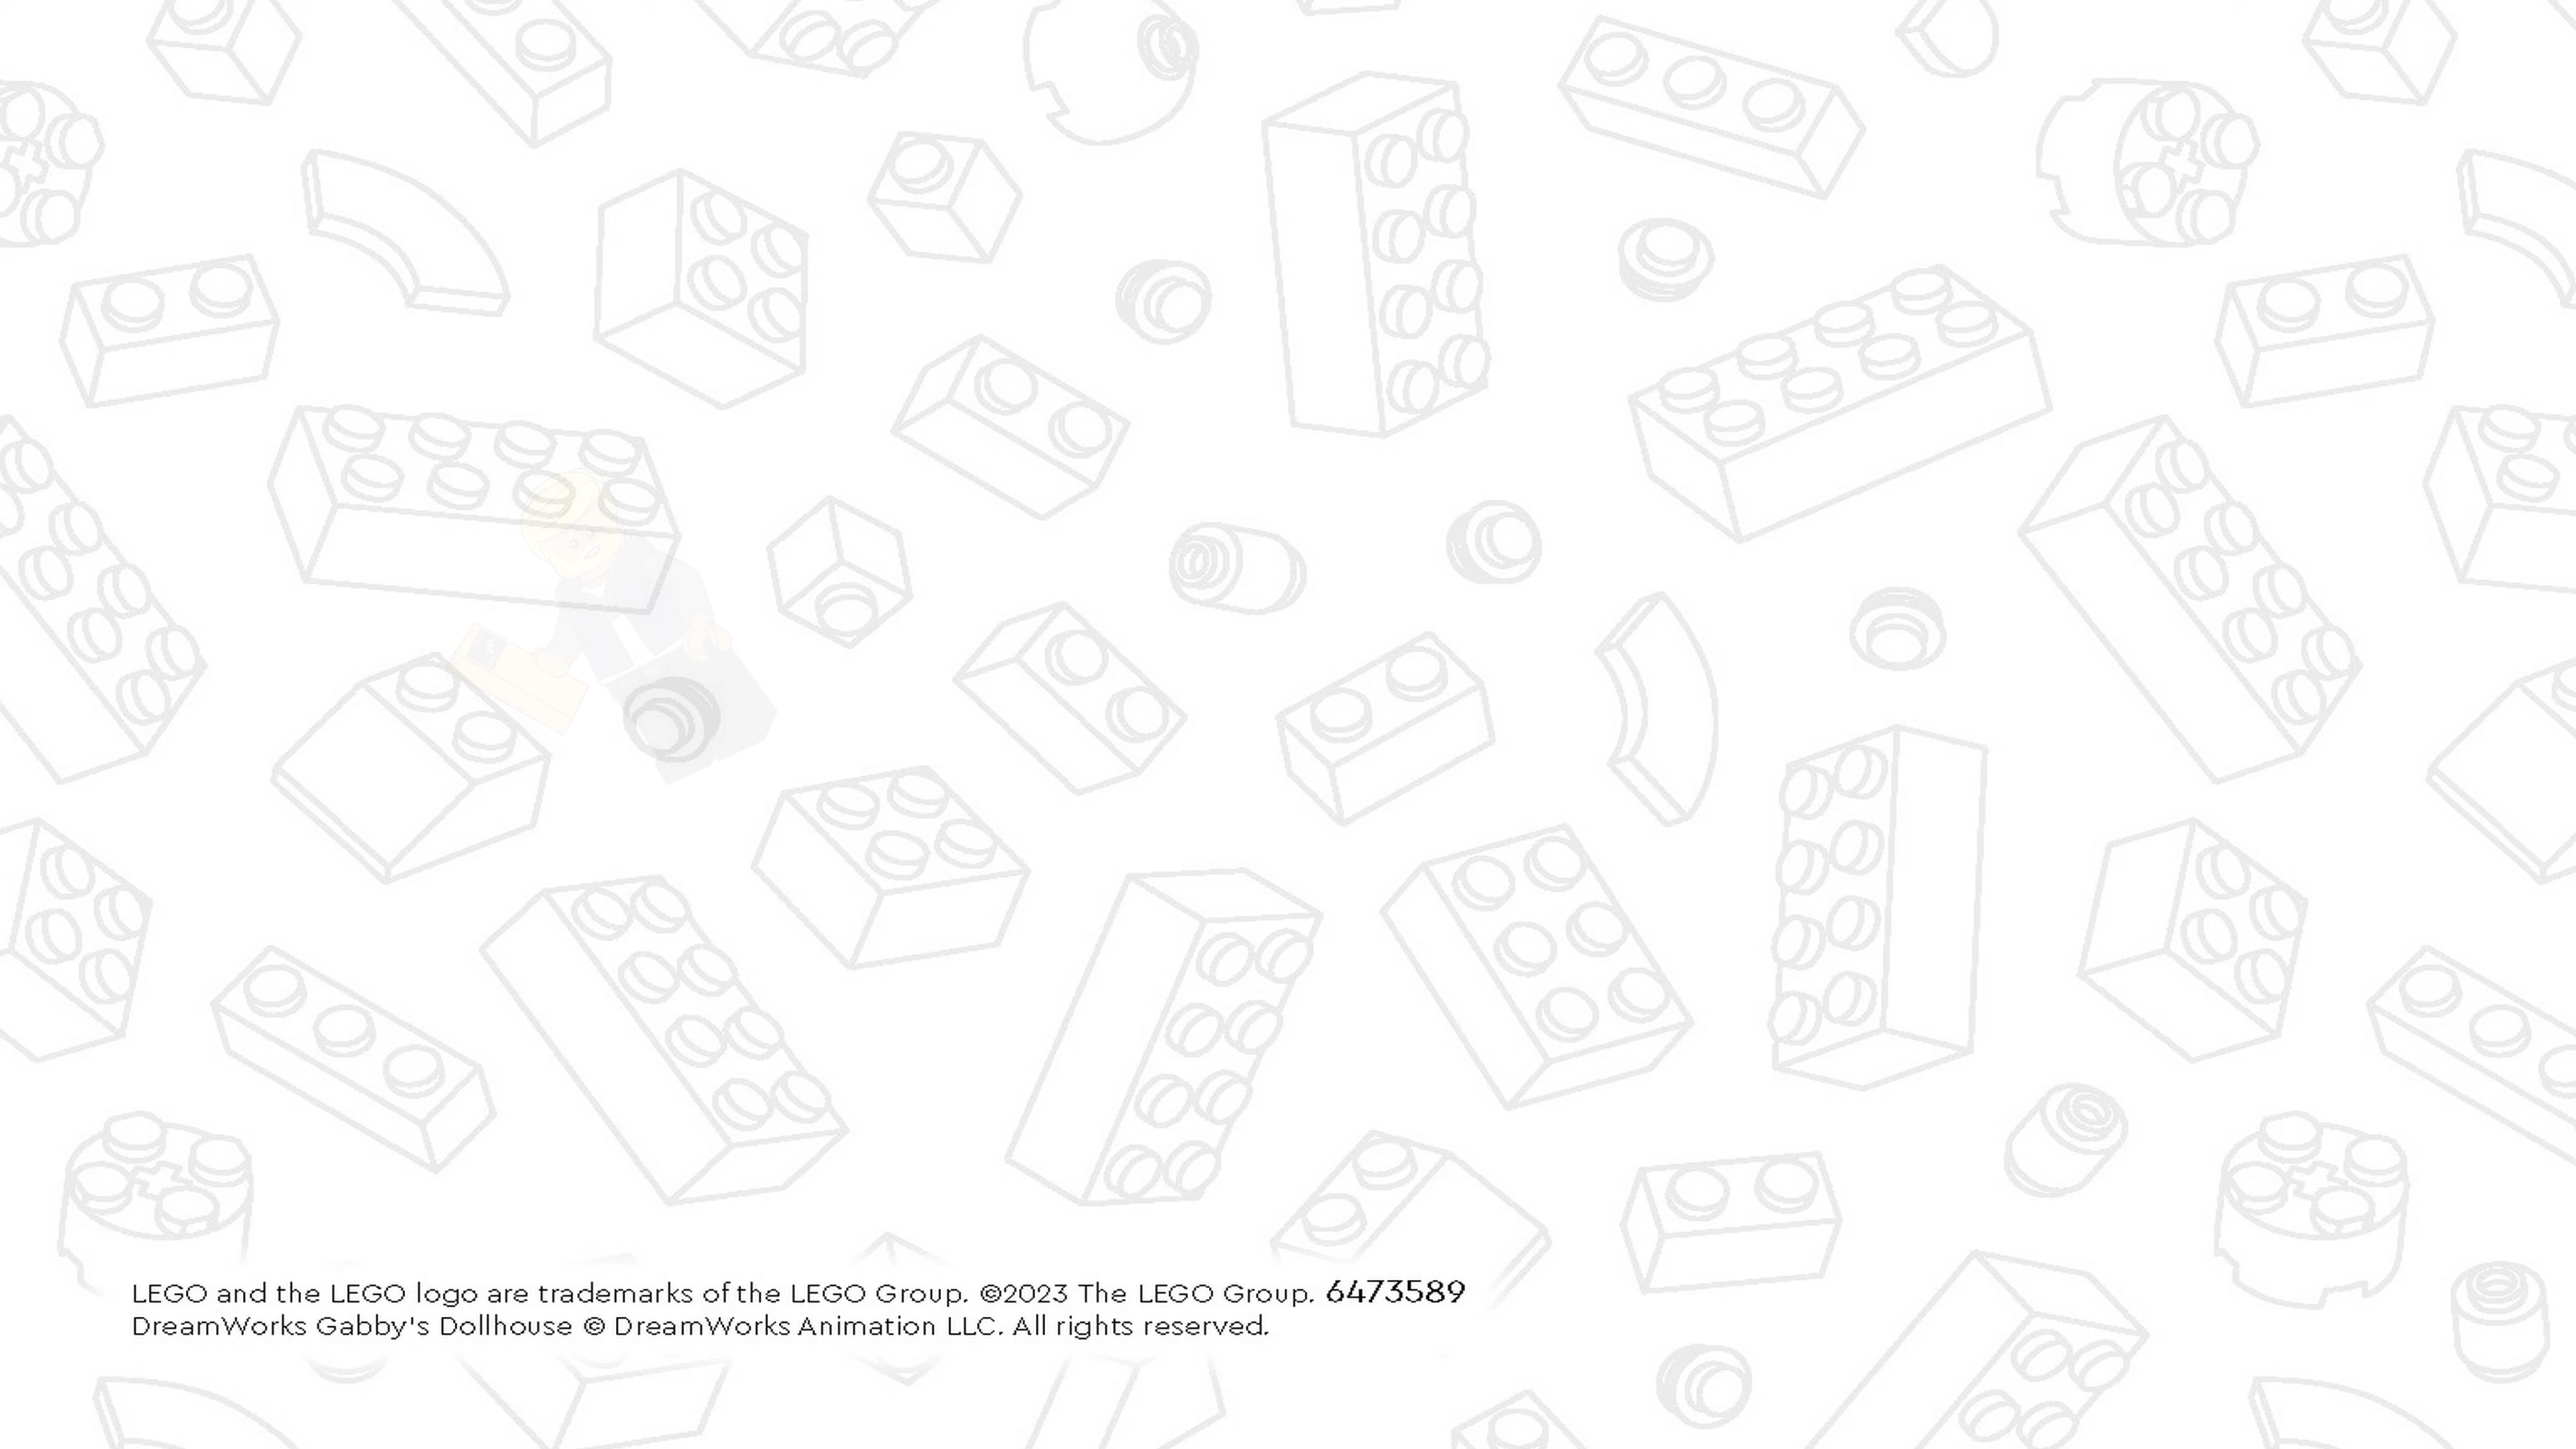 LEGO and the LEGO logo are trademarks of the LEGO Group. ©2023 The LEGO Group. 6473589
DreamWorks Gabby's Dollhouse © DreamWorks Animation LLC. All rights reserved.